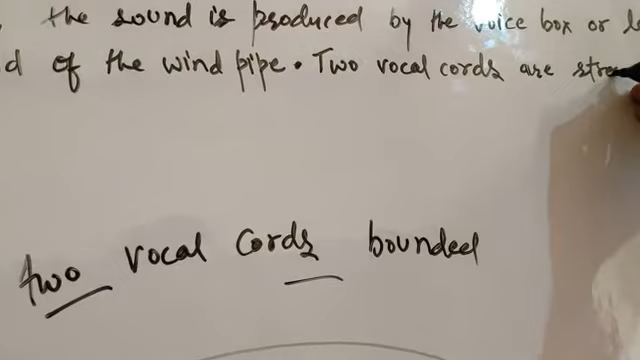 the sound is produced by the voice box or
of the wind pipe. Two vocal cords are
two vocal cords bounded